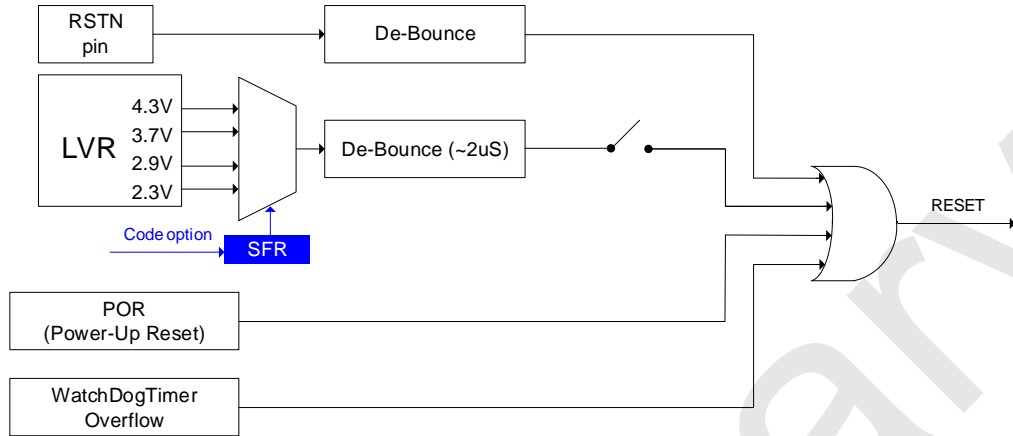 RSTN
pin
De-Bounce
LVR
4.3V
3.7V
2.9V
2.3V
De-Bounce (~2uS)
Code option
SFR
RESET
POR
(Power-Up Reset)
WatchDogTimer
Overflow